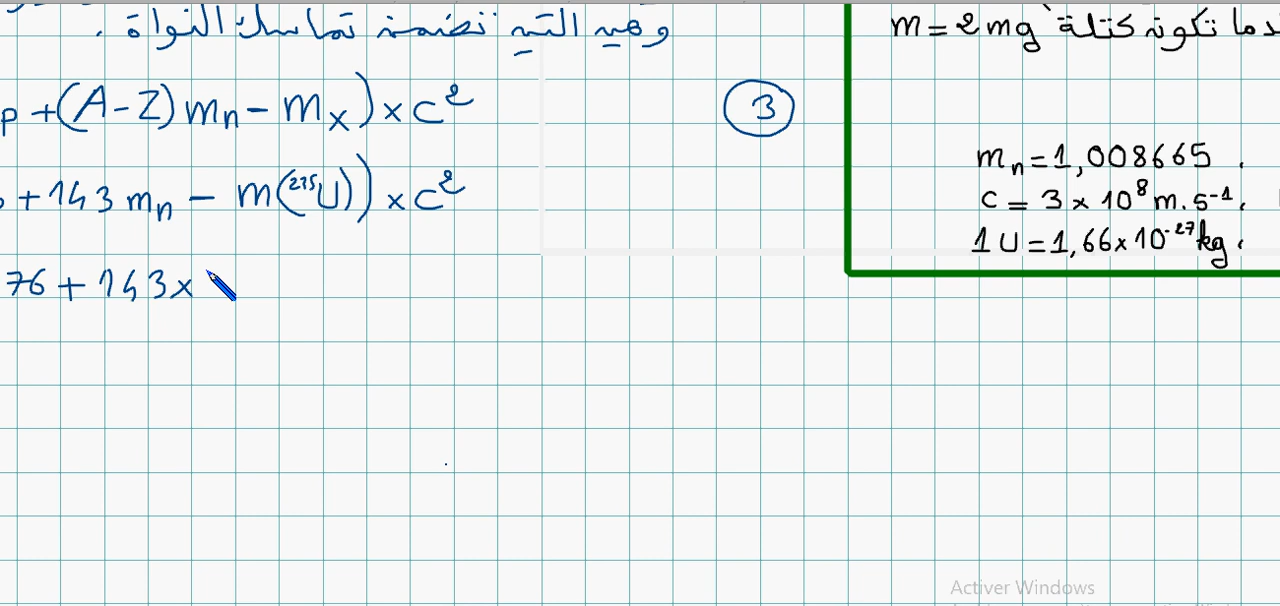 وهي التي تضمن تماسك النواة .
p + (A - Z) mn - mx) × c²
+ 143 mn - m(²³⁵U)) × c²
76 + 143 ×
ما تكون كتلة m = 2 mg
3
mn = 1,008665 .
c = 3 × 10⁸ m.s⁻¹.
1 U = 1,66 × 10⁻²⁷ kg .
Activer Windows